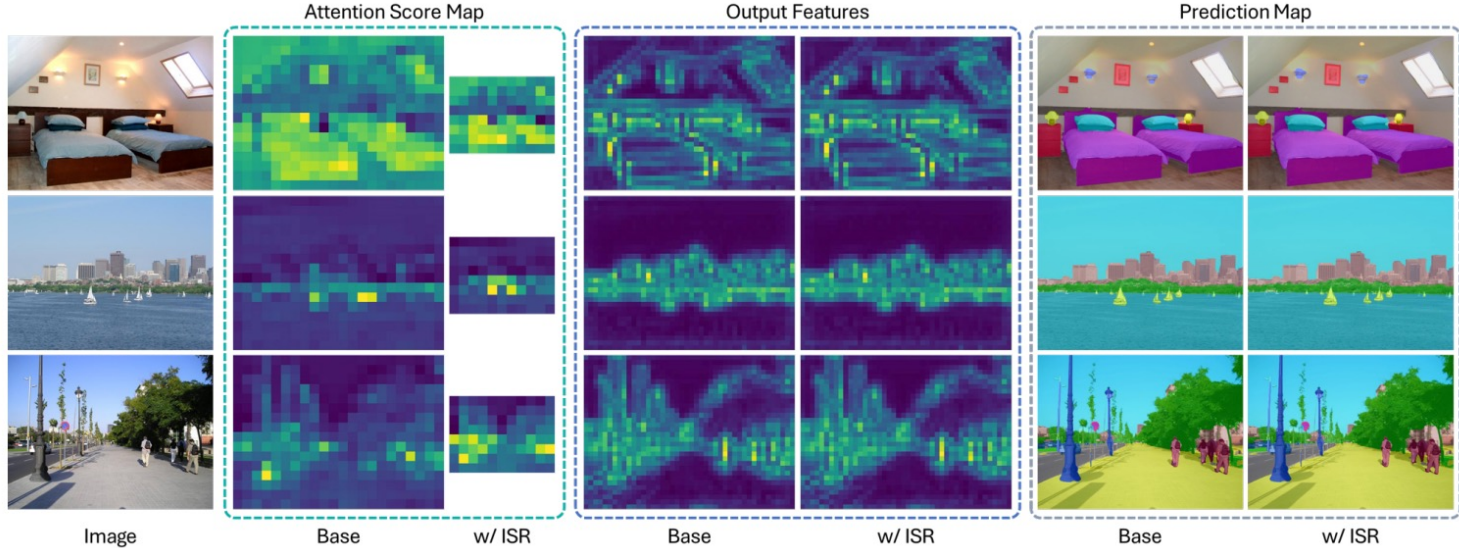 Attention Score Map
Output Features
Prediction Map
Image
Base
w/ ISR
Base
w/ ISR
Base
w/ ISR